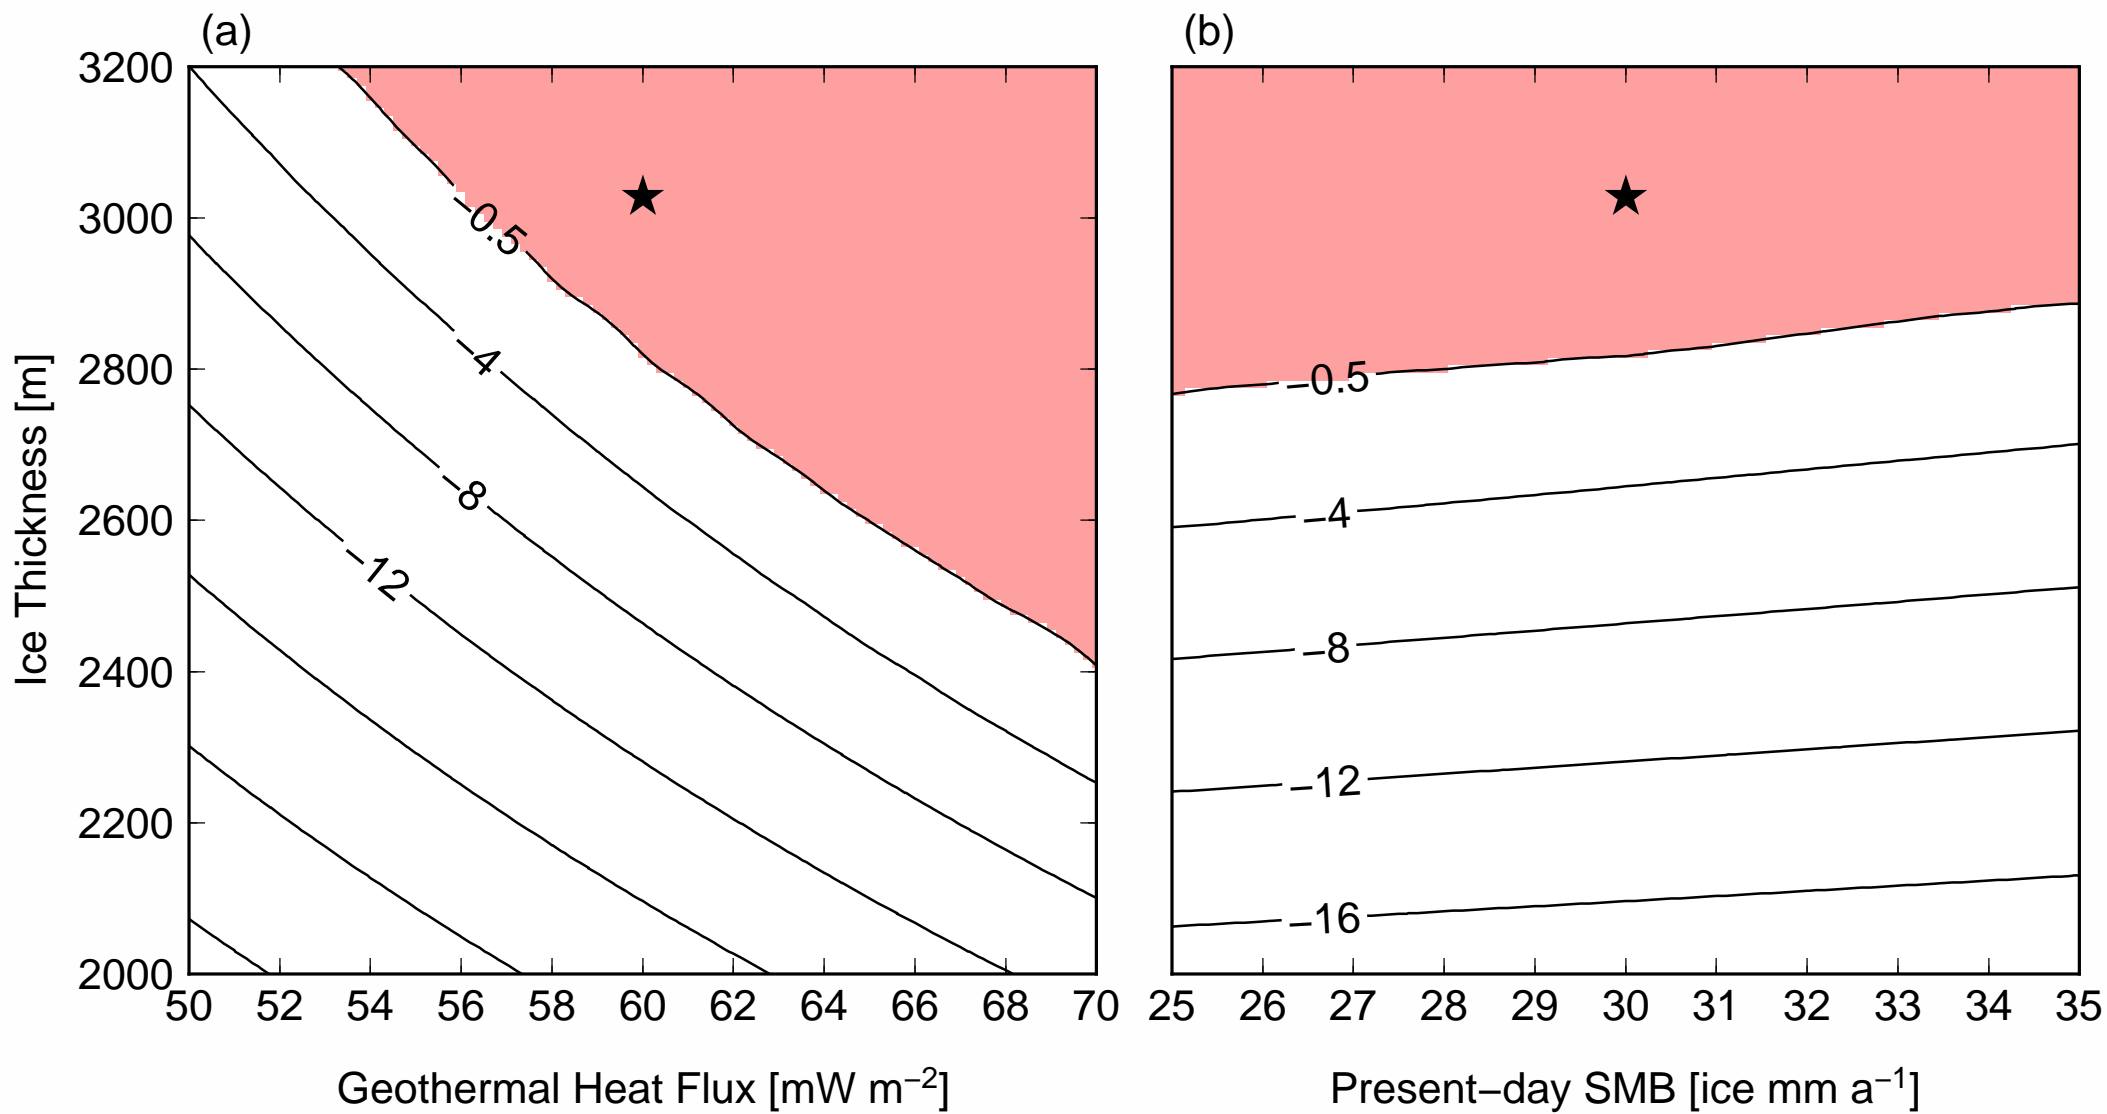 (a)
(b)
3200
3000
2800
2600
2400
2200
2000
Ice Thickness [m]
−0.5
−4
−8
−12
−0.5
−4
−8
−12
−16
50 52 54 56 58 60 62 64 66 68 70
25 26 27 28 29 30 31 32 33 34 35
Geothermal Heat Flux [mW m⁻²]
Present−day SMB [ice mm a⁻¹]